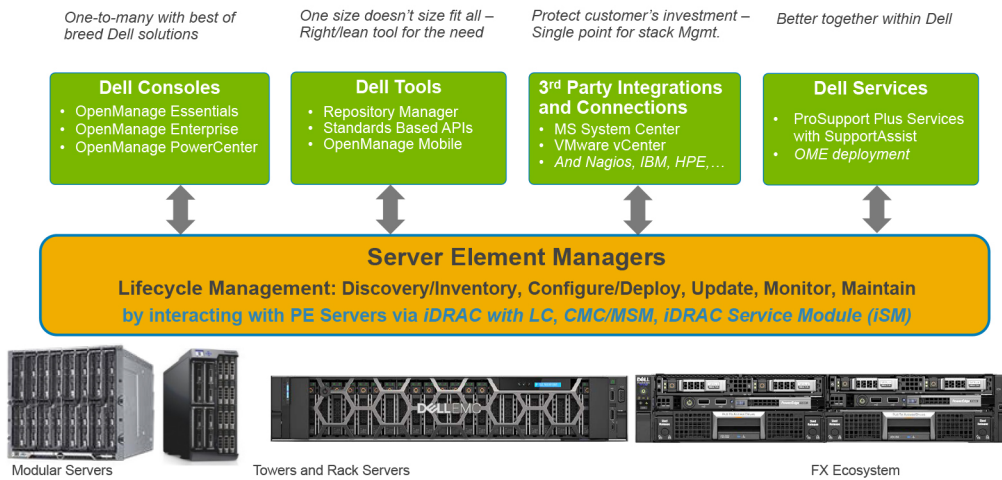 One-to-many with best of
breed Dell solutions
One size doesn’t size fit all –
Right/lean tool for the need
Protect customer’s investment –
Single point for stack Mgmt.
Better together within Dell
Dell Consoles
• OpenManage Essentials
• OpenManage Enterprise
• OpenManage PowerCenter
Dell Tools
• Repository Manager
• Standards Based APIs
• OpenManage Mobile
3rd Party Integrations
and Connections
• MS System Center
• VMware vCenter
• And Nagios, IBM, HPE,…
Dell Services
• ProSupport Plus Services
with SupportAssist
• OME deployment
Server Element Managers
Lifecycle Management: Discovery/Inventory, Configure/Deploy, Update, Monitor, Maintain
by interacting with PE Servers via iDRAC with LC, CMC/MSM, iDRAC Service Module (iSM)
DELLEMC
Modular Servers
Towers and Rack Servers
FX Ecosystem